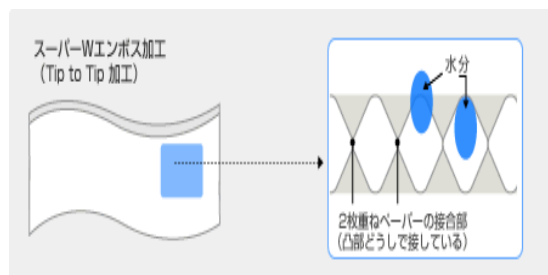 スーパーWエンボス加工
（Tip to Tip 加工）
水分
2枚重ねペーパーの接合部
（凸部どうしで接している）